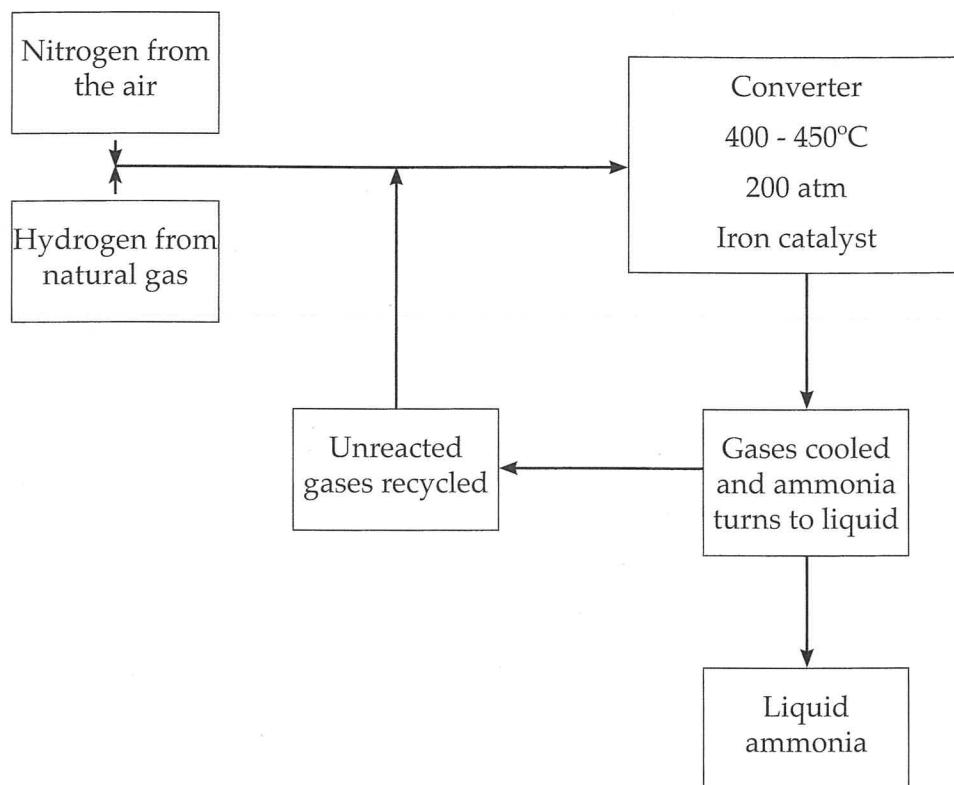 Nitrogen from
the air
Hydrogen from
natural gas
Converter
400 - 450°C
200 atm
Iron catalyst
Unreacted
gases recycled
Gases cooled
and ammonia
turns to liquid
Liquid
ammonia